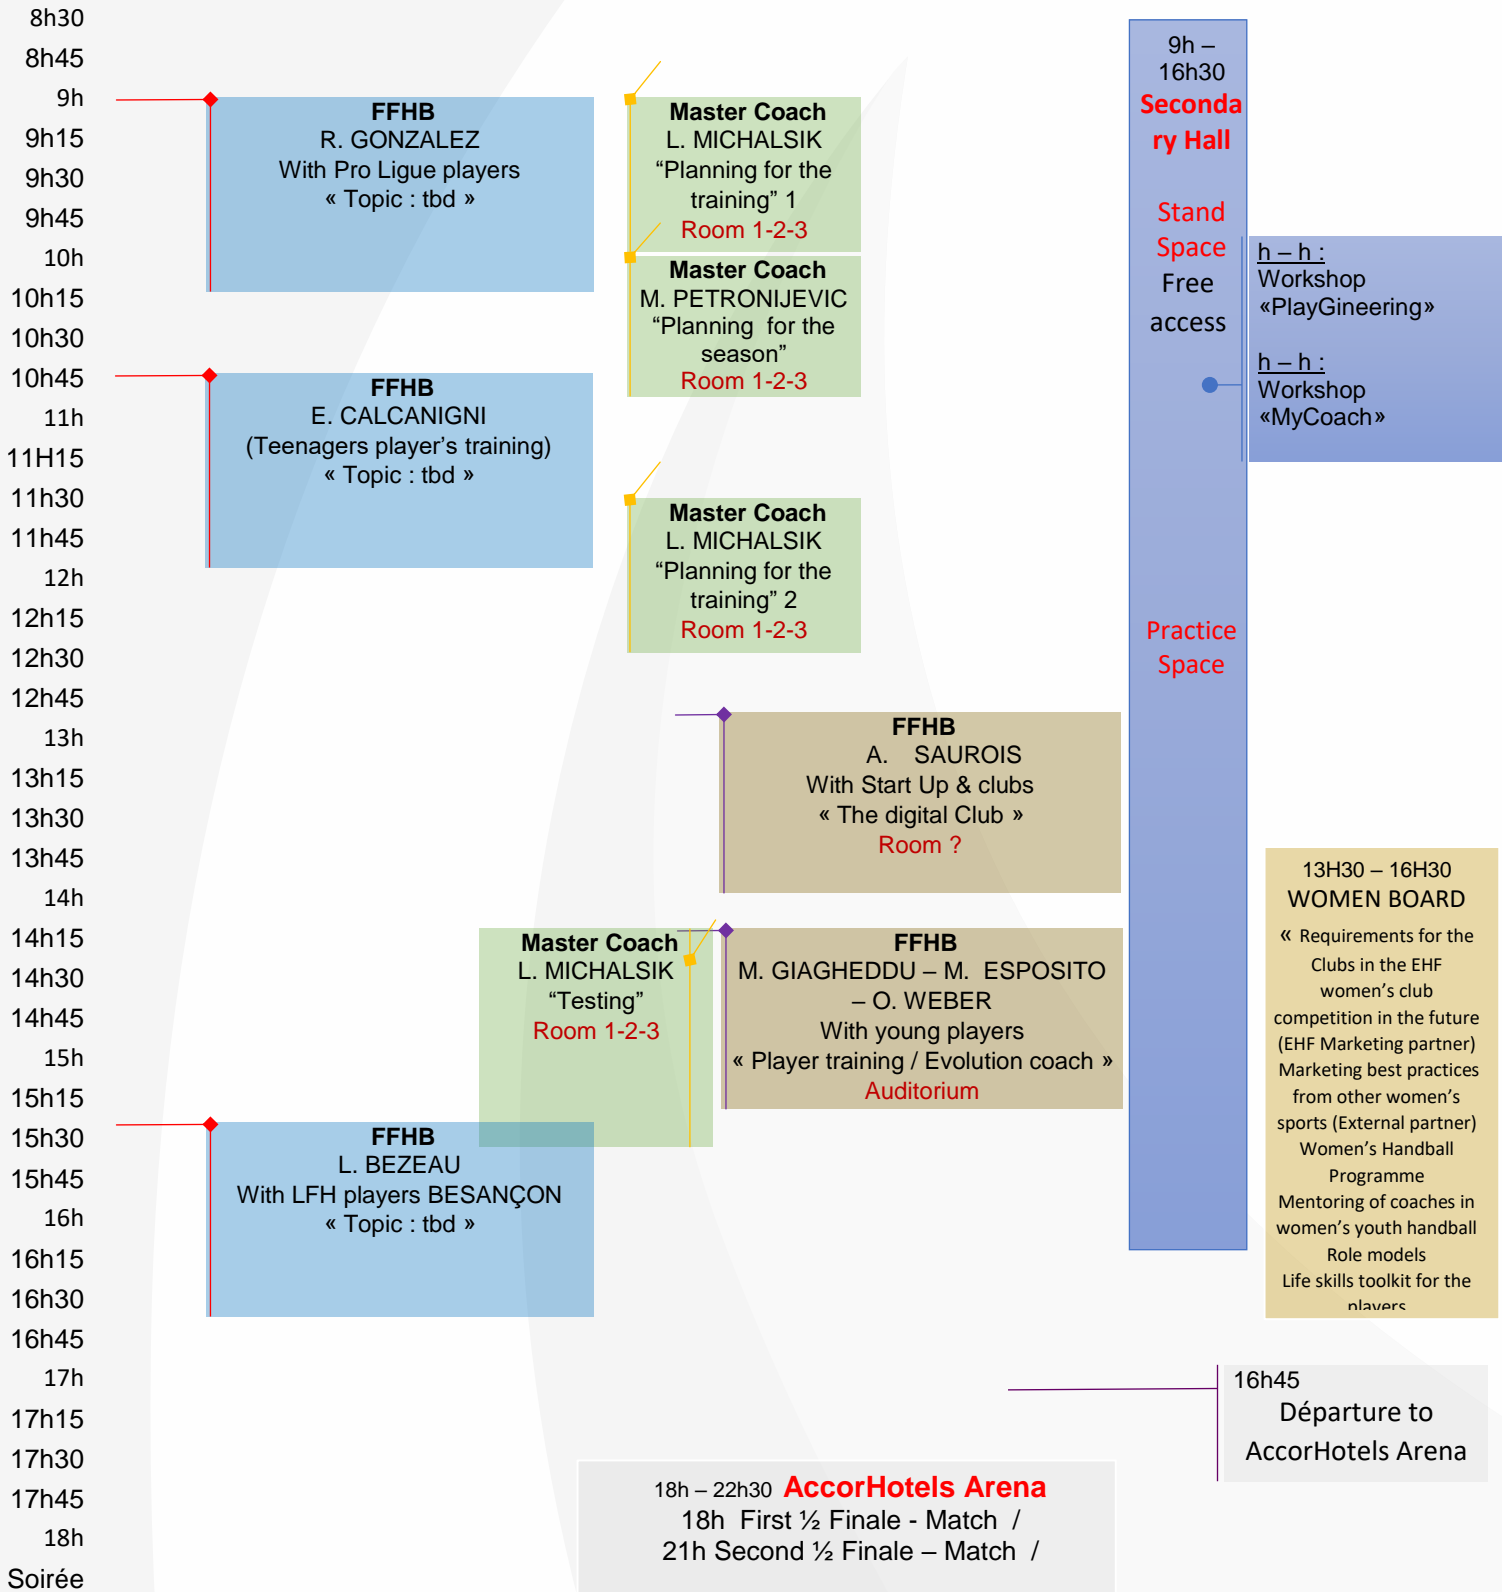 8h30
8h45
9h
9h15
9h30
9h45
10h
10h15
10h30
10h45
11h
11H15
11h30
11h45
12h
12h15
12h30
12h45
13h
13h15
13h30
13h45
14h
14h15
14h30
14h45
15h
15h15
15h30
15h45
16h
16h15
16h30
16h45
17h
17h15
17h30
17h45
18h
Soirée
FFHB
R. GONZALEZ
With Pro Ligue players
« Topic : tbd »
FFHB
E. CALCANIGNI
(Teenagers player’s training)
« Topic : tbd »
FFHB
L. BEZEAU
With LFH players BESANÇON
« Topic : tbd »
Master Coach
L. MICHALSIK
“Planning for the
training” 1
Room 1-2-3
Master Coach
M. PETRONIJEVIC
“Planning for the
season”
Room 1-2-3
Master Coach
L. MICHALSIK
“Planning for the
training” 2
Room 1-2-3
Master Coach
L. MICHALSIK
“Testing”
Room 1-2-3
FFHB
A. SAUROIS
With Start Up & clubs
« The digital Club »
Room ?
FFHB
M. GIAGHEDDU – M. ESPOSITO
– O. WEBER
With young players
« Player training / Evolution coach »
Auditorium
9h –
16h30
Seconda
ry Hall
Stand
Space
Free
access
Practice
Space
h – h :
Workshop
«PlayGineering»
h – h :
Workshop
«MyCoach»
13H30 – 16H30
WOMEN BOARD
« Requirements for the
Clubs in the EHF
women’s club
competition in the future
(EHF Marketing partner)
Marketing best practices
from other women’s
sports (External partner)
Women’s Handball
Programme
Mentoring of coaches in
women’s youth handball
Role models
Life skills toolkit for the
players
16h45
Départure to
AccorHotels Arena
18h – 22h30 AccorHotels Arena
18h First ½ Finale - Match /
21h Second ½ Finale – Match /